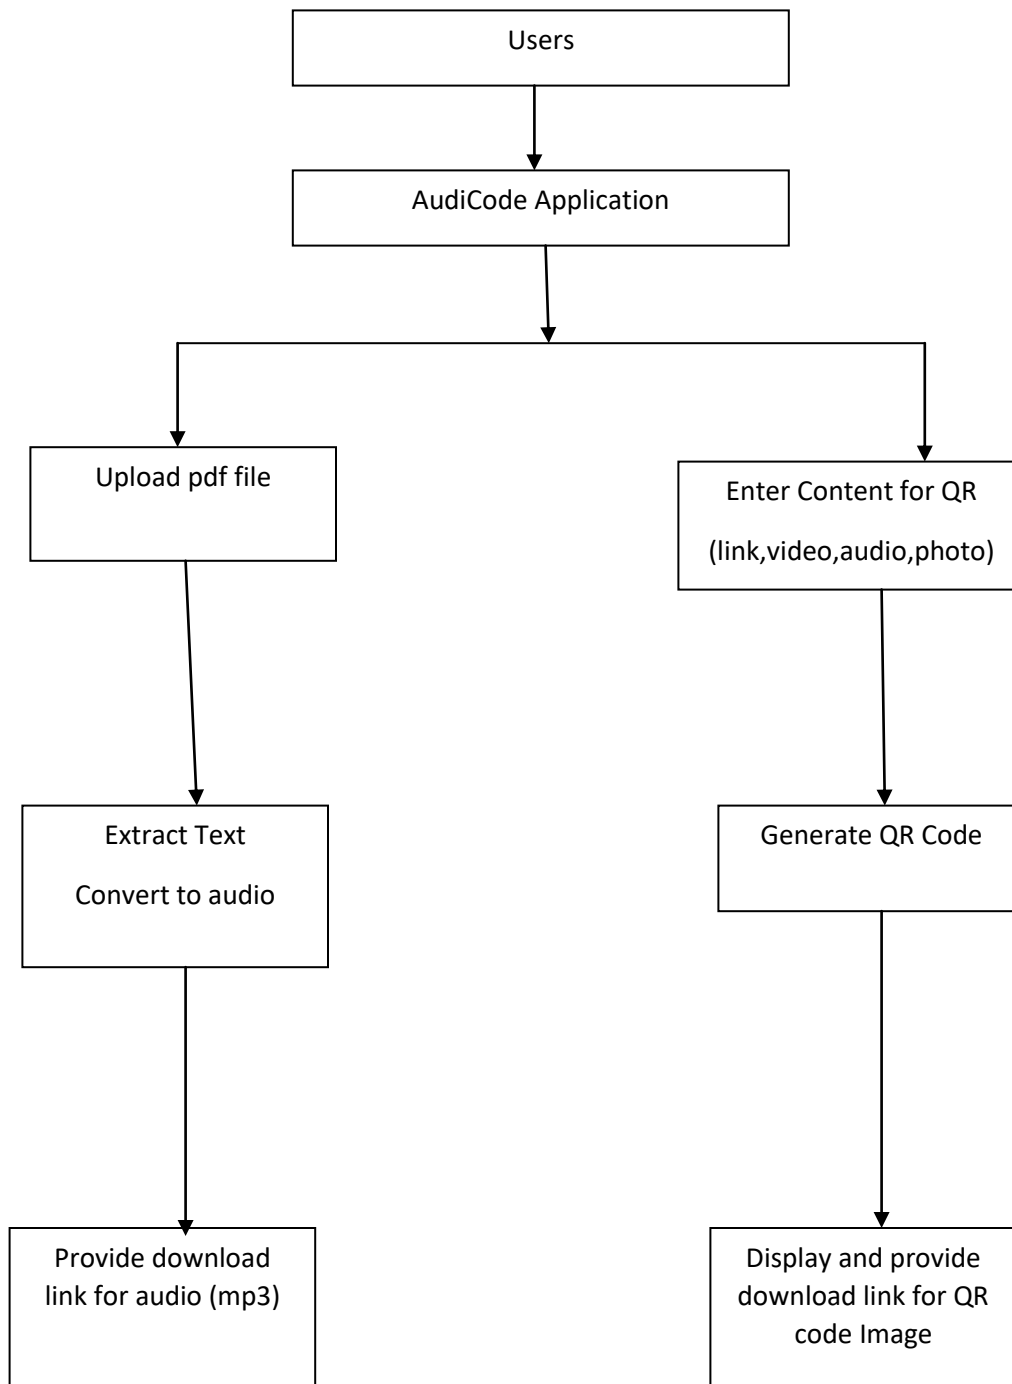 Users
AudiCode Application
Upload pdf file
Enter Content for QR
(link,video,audio,photo)
Extract Text
Convert to audio
Generate QR Code
Provide download
link for audio (mp3)
Display and provide
download link for QR
code Image